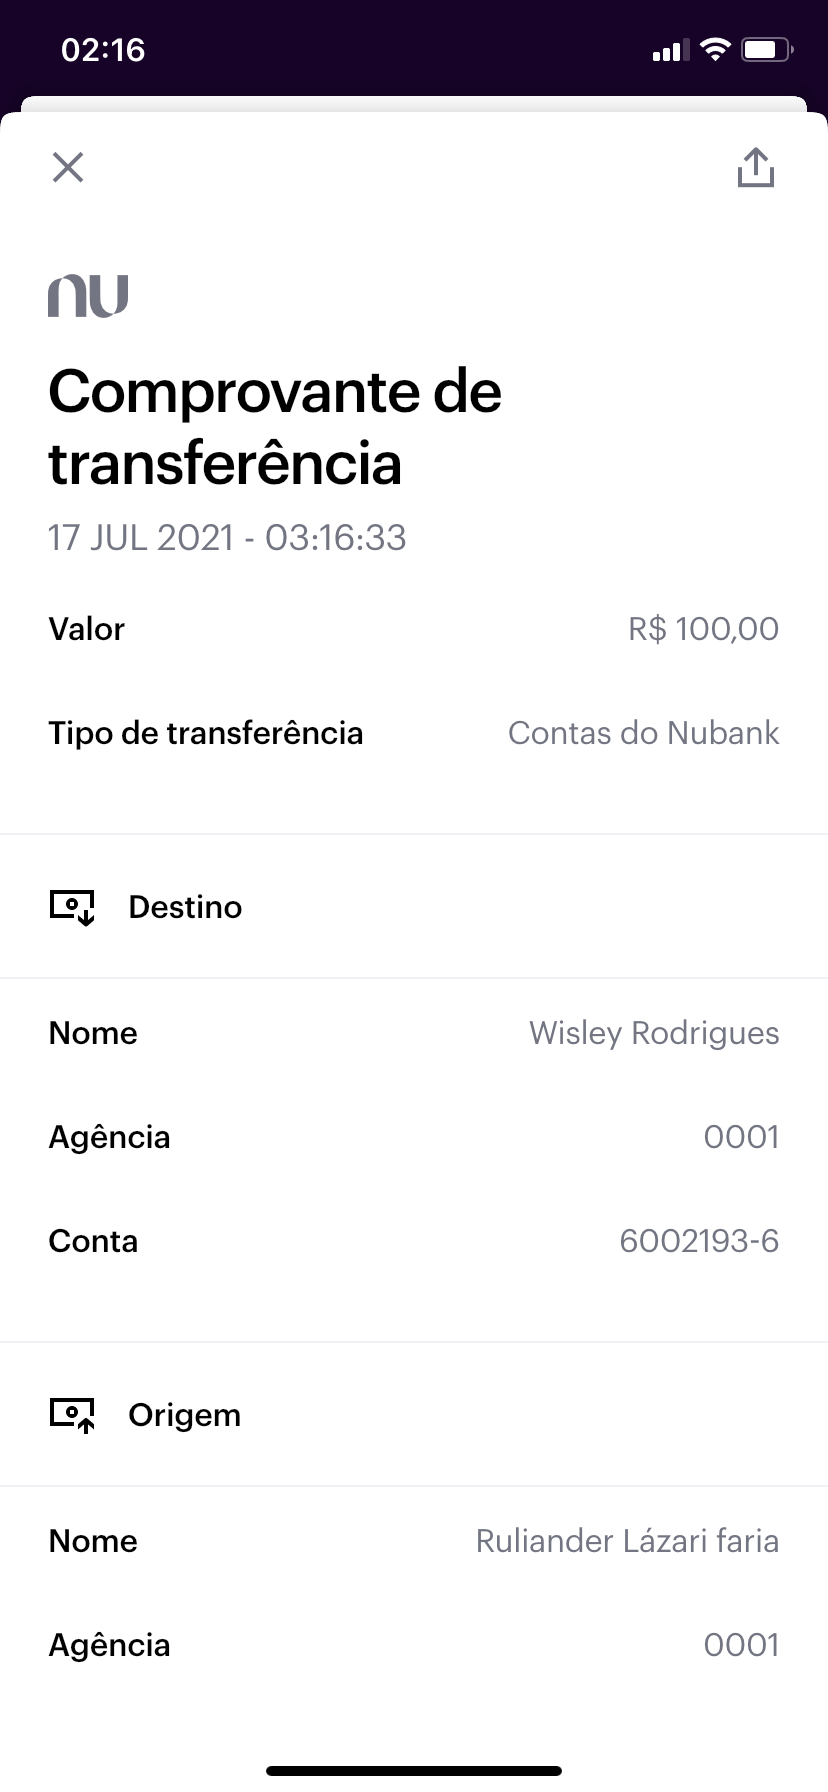 02:16
nu
Comprovante de
transferência
17 JUL 2021 - 03:16:33
Valor R$ 100,00
Tipo de transferência Contas do Nubank
Destino
Nome Wisley Rodrigues
Agência 0001
Conta 6002193-6
Origem
Nome Ruliander Lázari faria
Agência 0001